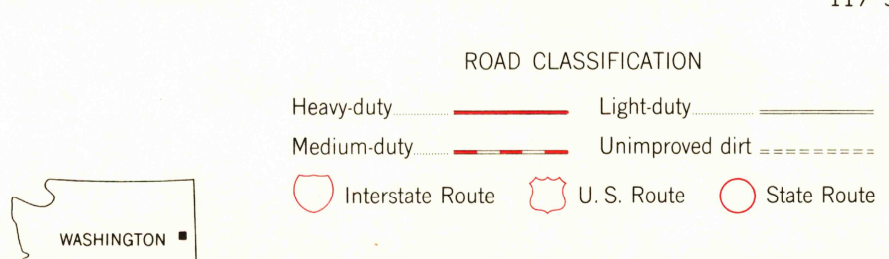 ROAD CLASSIFICATION
Heavy-duty Light-duty
Medium-duty Unimproved dirt
Interstate Route U. S. Route State Route
WASHINGTON